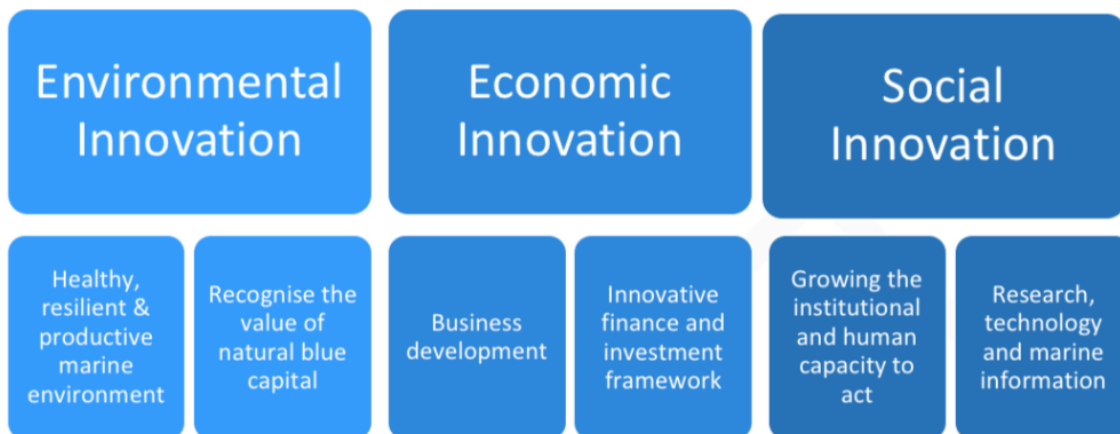 Environmental
Innovation
Economic
Innovation
Social
Innovation
Healthy,
resilient &
productive
marine
environment
Recognise the
value of
natural blue
capital
Business
development
Innovative
finance and
investment
framework
Growing the
institutional
and human
capacity to
act
Research,
technology
and marine
information